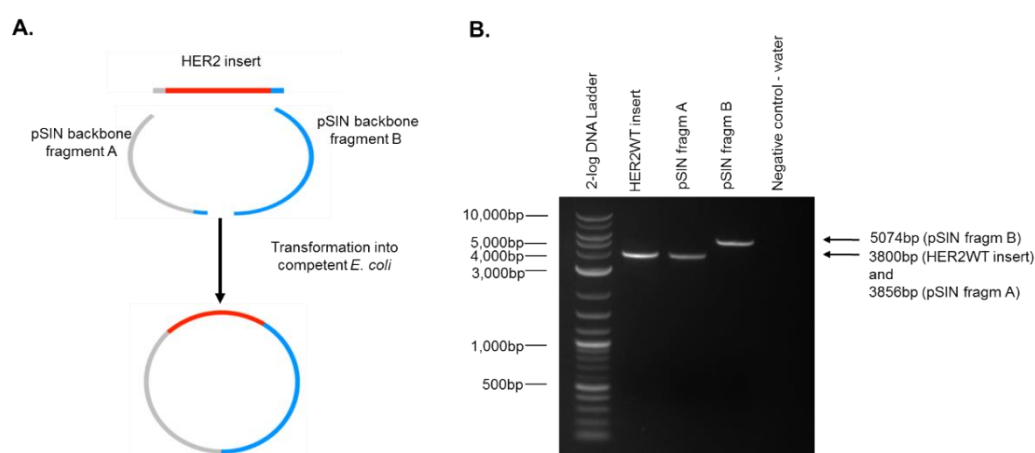 A.
HER2 insert
pSIN backbone
fragment A
pSIN backbone
fragment B
Transformation into
competent E. coli
B.
2-log DNA Ladder
HER2WT insert
pSIN fragm A
pSIN fragm B
Negative control - water
10,000bp
5,000bp
4,000bp
3,000bp
1,000bp
500bp
5074bp (pSIN fragm B)
3800bp (HER2WT insert)
and
3856bp (pSIN fragm A)